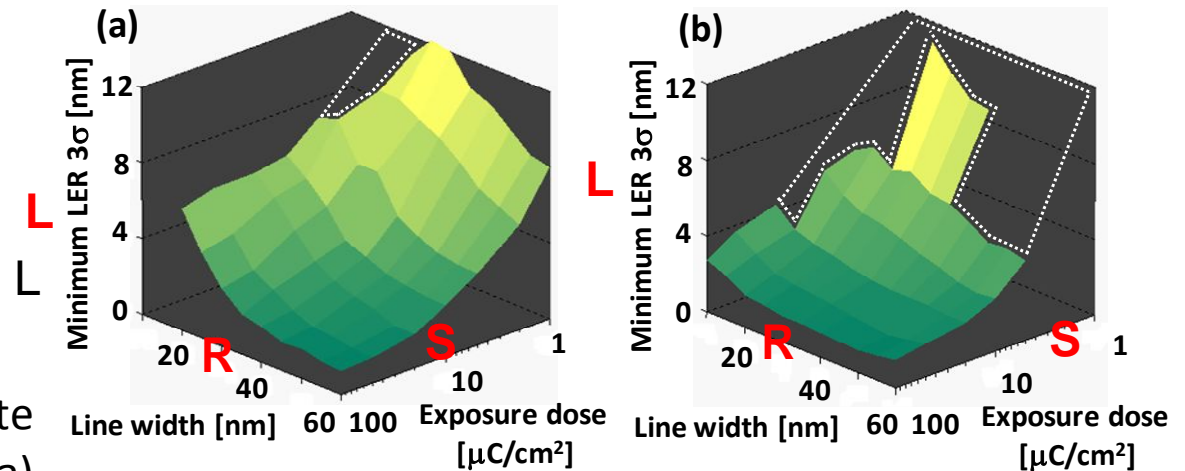 (a)
Minimum LER 3σ [nm]
12
8
4
0
L
L
20
R
40
60
100
S
10
1
Line width [nm]
Exposure dose
[μC/cm²]
te
a)
(b)
Minimum LER 3σ [nm]
12
8
4
0
L
20
R
40
60
100
10
S
1
Line width [nm]
Exposure dose
[μC/cm²]